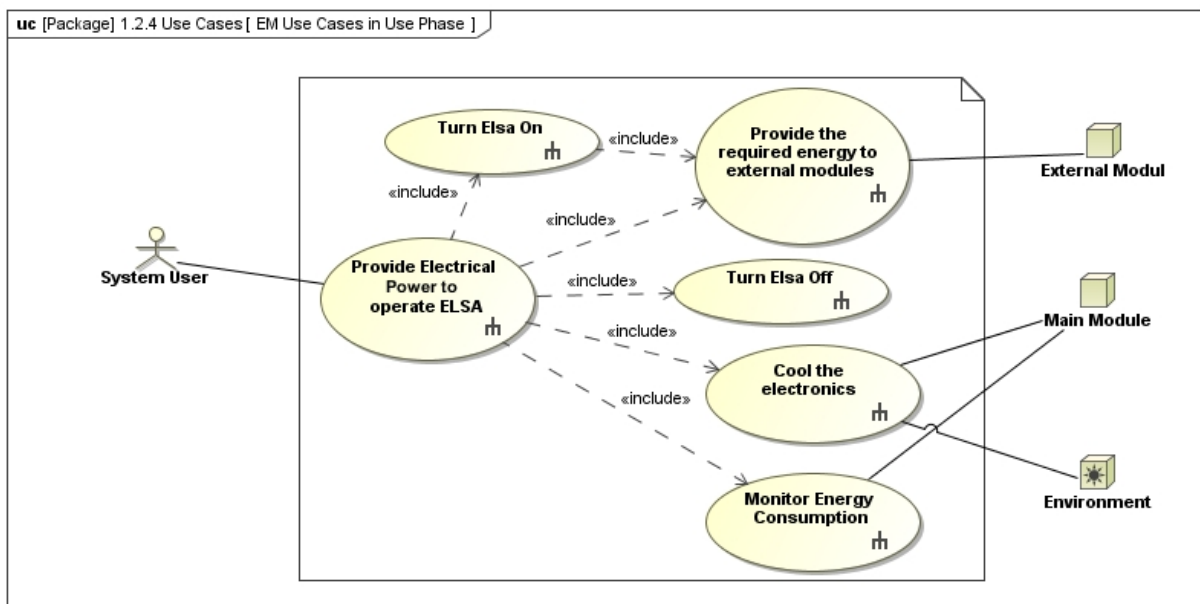 uc [Package] 1.2.4 Use Cases [ EM Use Cases in Use Phase ]
Turn Elsa On
«include»
Provide the
required energy to
external modules
External Modul
«include»
«include»
System User
Provide Electrical
Power to
operate ELSA
«include»
Turn Elsa Off
Main Module
«include»
Cool the
electronics
«include»
Monitor Energy
Consumption
Environment